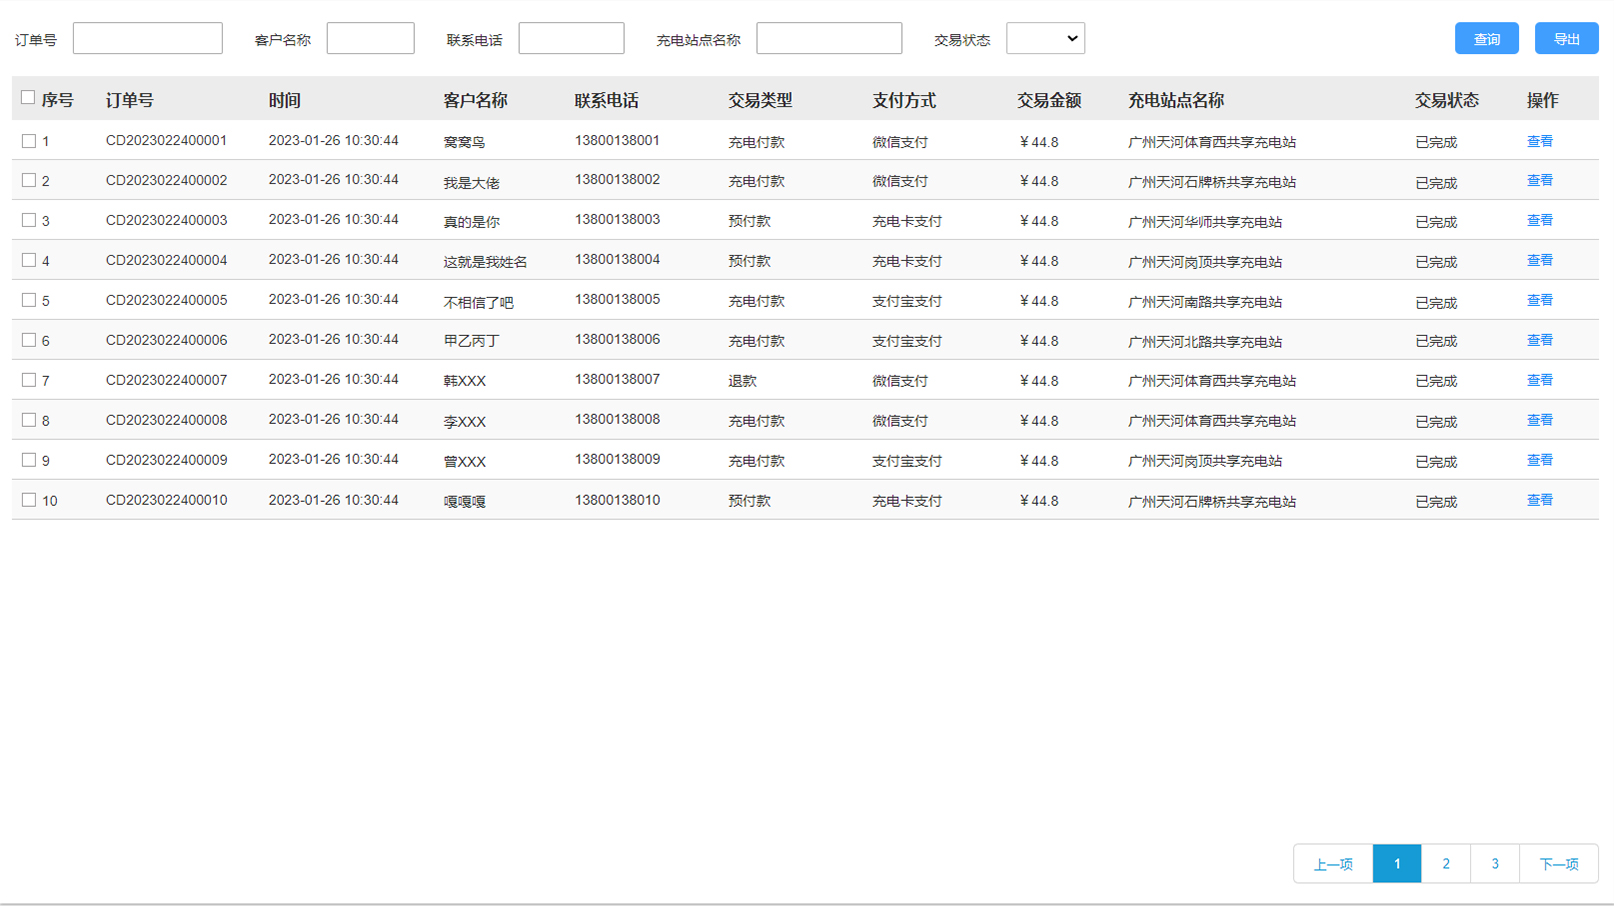 订单号 客户名称 联系电话 充电站点名称 交易状态 查询 导出
序号 订单号 时间 客户名称 联系电话 交易类型 支付方式 交易金额 充电站点名称 交易状态 操作
1 CD2023022400001 2023-01-26 10:30:44 窝窝鸟 13800138001 充电付款 微信支付 ￥44.8 广州天河体育西共享充电站 已完成 查看
2 CD2023022400002 2023-01-26 10:30:44 我是大佬 13800138002 充电付款 微信支付 ￥44.8 广州天河石牌桥共享充电站 已完成 查看
3 CD2023022400003 2023-01-26 10:30:44 真的是你 13800138003 预付款 充电卡支付 ￥44.8 广州天河华师共享充电站 已完成 查看
4 CD2023022400004 2023-01-26 10:30:44 这就是我姓名 13800138004 预付款 充电卡支付 ￥44.8 广州天河岗顶共享充电站 已完成 查看
5 CD2023022400005 2023-01-26 10:30:44 不相信了吧 13800138005 充电付款 支付宝支付 ￥44.8 广州天河南路共享充电站 已完成 查看
6 CD2023022400006 2023-01-26 10:30:44 甲乙丙丁 13800138006 充电付款 支付宝支付 ￥44.8 广州天河北路共享充电站 已完成 查看
7 CD2023022400007 2023-01-26 10:30:44 韩XXX 13800138007 退款 微信支付 ￥44.8 广州天河体育西共享充电站 已完成 查看
8 CD2023022400008 2023-01-26 10:30:44 李XXX 13800138008 充电付款 微信支付 ￥44.8 广州天河体育西共享充电站 已完成 查看
9 CD2023022400009 2023-01-26 10:30:44 曾XXX 13800138009 充电付款 支付宝支付 ￥44.8 广州天河岗顶共享充电站 已完成 查看
10 CD2023022400010 2023-01-26 10:30:44 嘎嘎嘎 13800138010 预付款 充电卡支付 ￥44.8 广州天河石牌桥共享充电站 已完成 查看
上一项 1 2 3 下一项